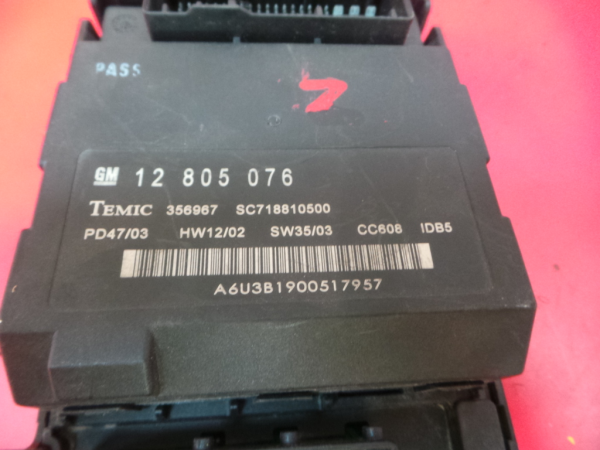 PASS
GM 12 805 076
TEMIC 356967 SC718810500
PD47/03 HW12/02 SW35/03 CC608 IDB5
A6U3B1900517957